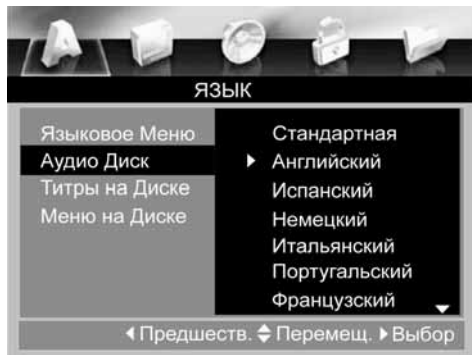 ЯЗЫК
Языковое Меню
Аудио Диск
Титры на Диске
Меню на Диске
Стандартная
Английский
Испанский
Немецкий
Итальянский
Португальский
Французский
Предшеств. Перемещ. Выбор